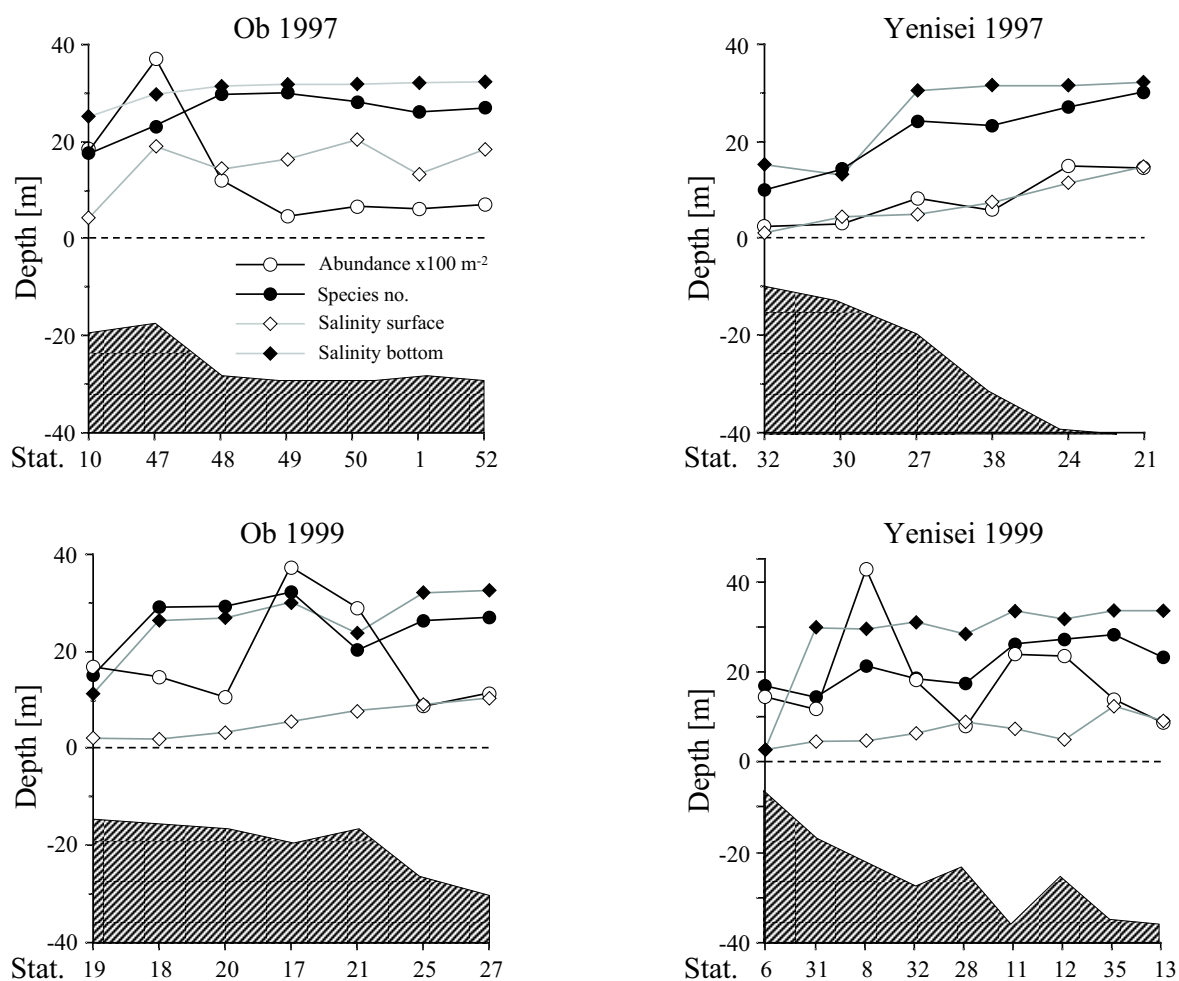 Ob 1997
Depth [m]
40
20
0
-20
-40
Abundance x100 m-2
Species no.
Salinity surface
Salinity bottom
Stat. 10 47 48 49 50 1 52
Yenisei 1997
Depth [m]
40
20
0
-20
-40
Stat. 32 30 27 38 24 21
Ob 1999
Depth [m]
40
20
0
-20
-40
Stat. 19 18 20 17 21 25 27
Yenisei 1999
Depth [m]
40
20
0
-20
-40
Stat. 6 31 8 32 28 11 12 35 13